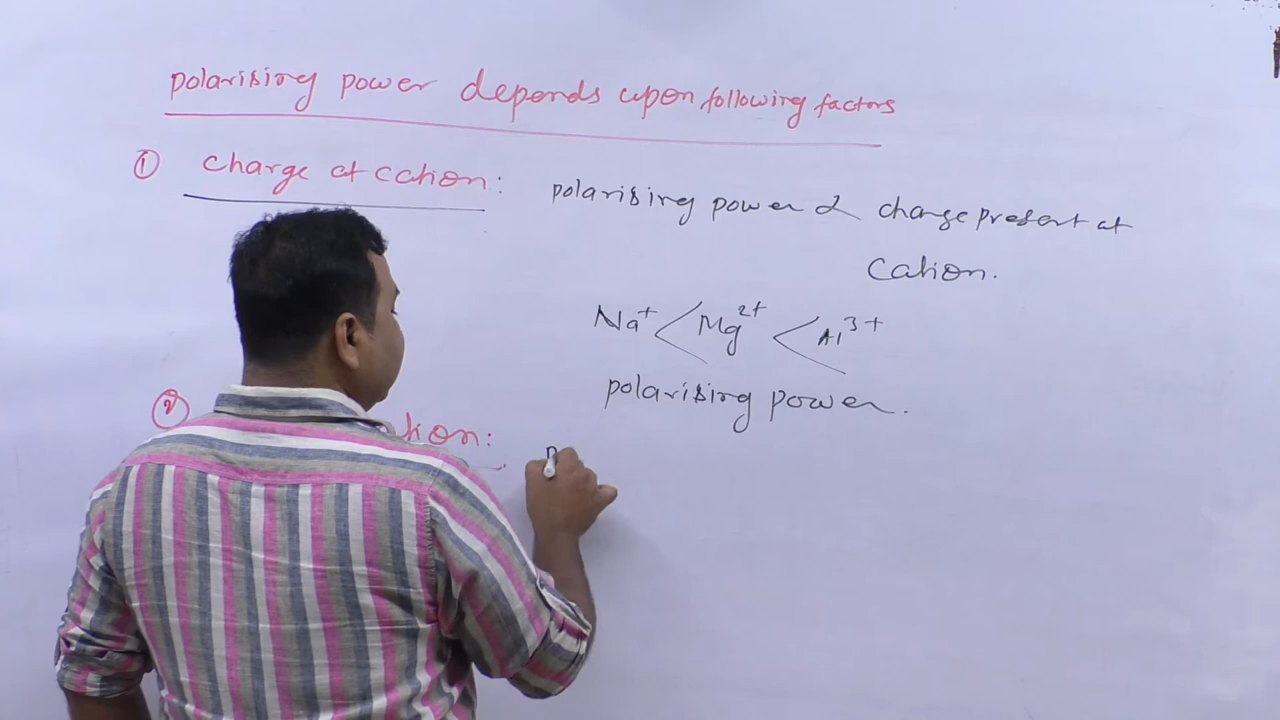 polarising power depends upon following factors
① charge at cation:
polarising power ∝ charge present at
cation.
Na⁺ < Mg²⁺ < Al³⁺
polarising power.
②